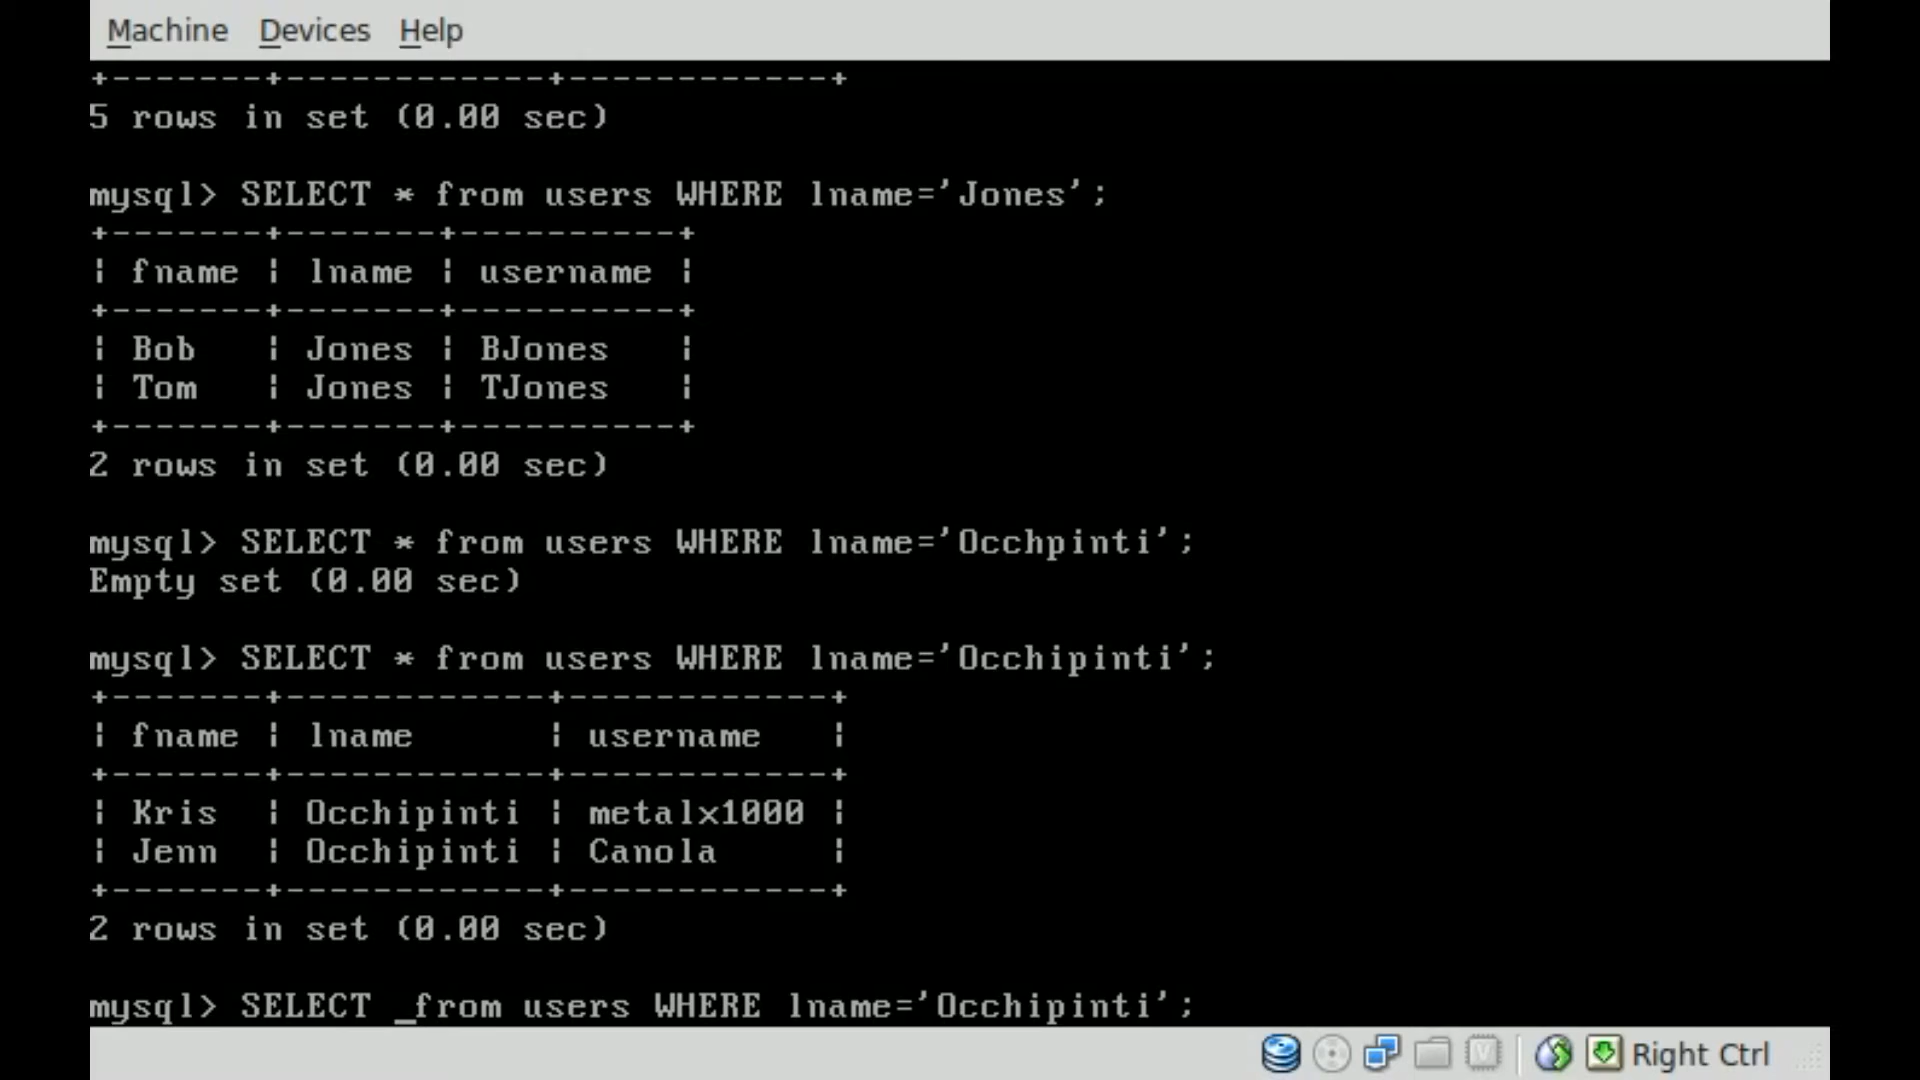 Machine Devices Help
+-------+------------+------------+
5 rows in set (0.00 sec)
mysql> SELECT * from users WHERE lname='Jones';
+-------+-------+----------+
| fname | lname | username |
+-------+-------+----------+
| Bob   | Jones | BJones   |
| Tom   | Jones | TJones   |
+-------+-------+----------+
2 rows in set (0.00 sec)
mysql> SELECT * from users WHERE lname='Occhpinti';
Empty set (0.00 sec)
mysql> SELECT * from users WHERE lname='Occhipinti';
+-------+------------+------------+
| fname | lname      | username   |
+-------+------------+------------+
| Kris  | Occhipinti | metalx1000 |
| Jenn  | Occhipinti | Canola     |
+-------+------------+------------+
2 rows in set (0.00 sec)
mysql> SELECT _from users WHERE lname='Occhipinti';
Right Ctrl